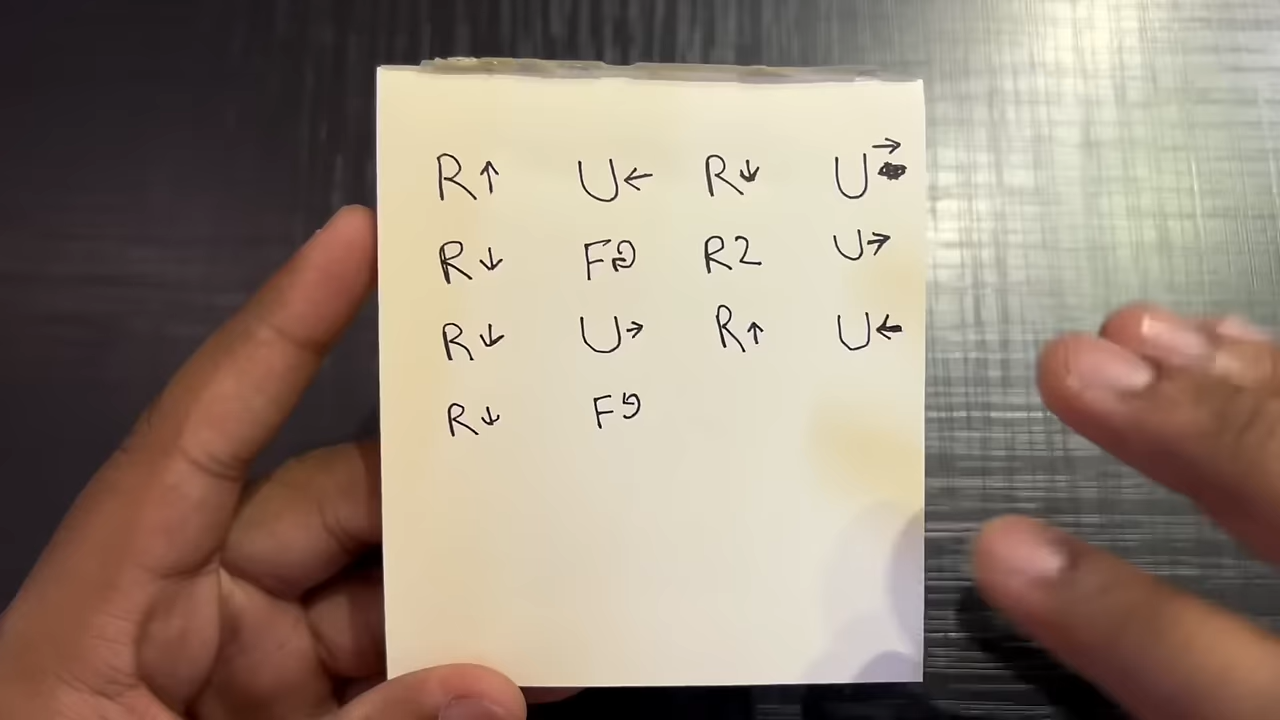 R↑ U← R↓ U→
R↓ F↻ R2 U→
R↓ U→ R↑ U←
R↓ F↺